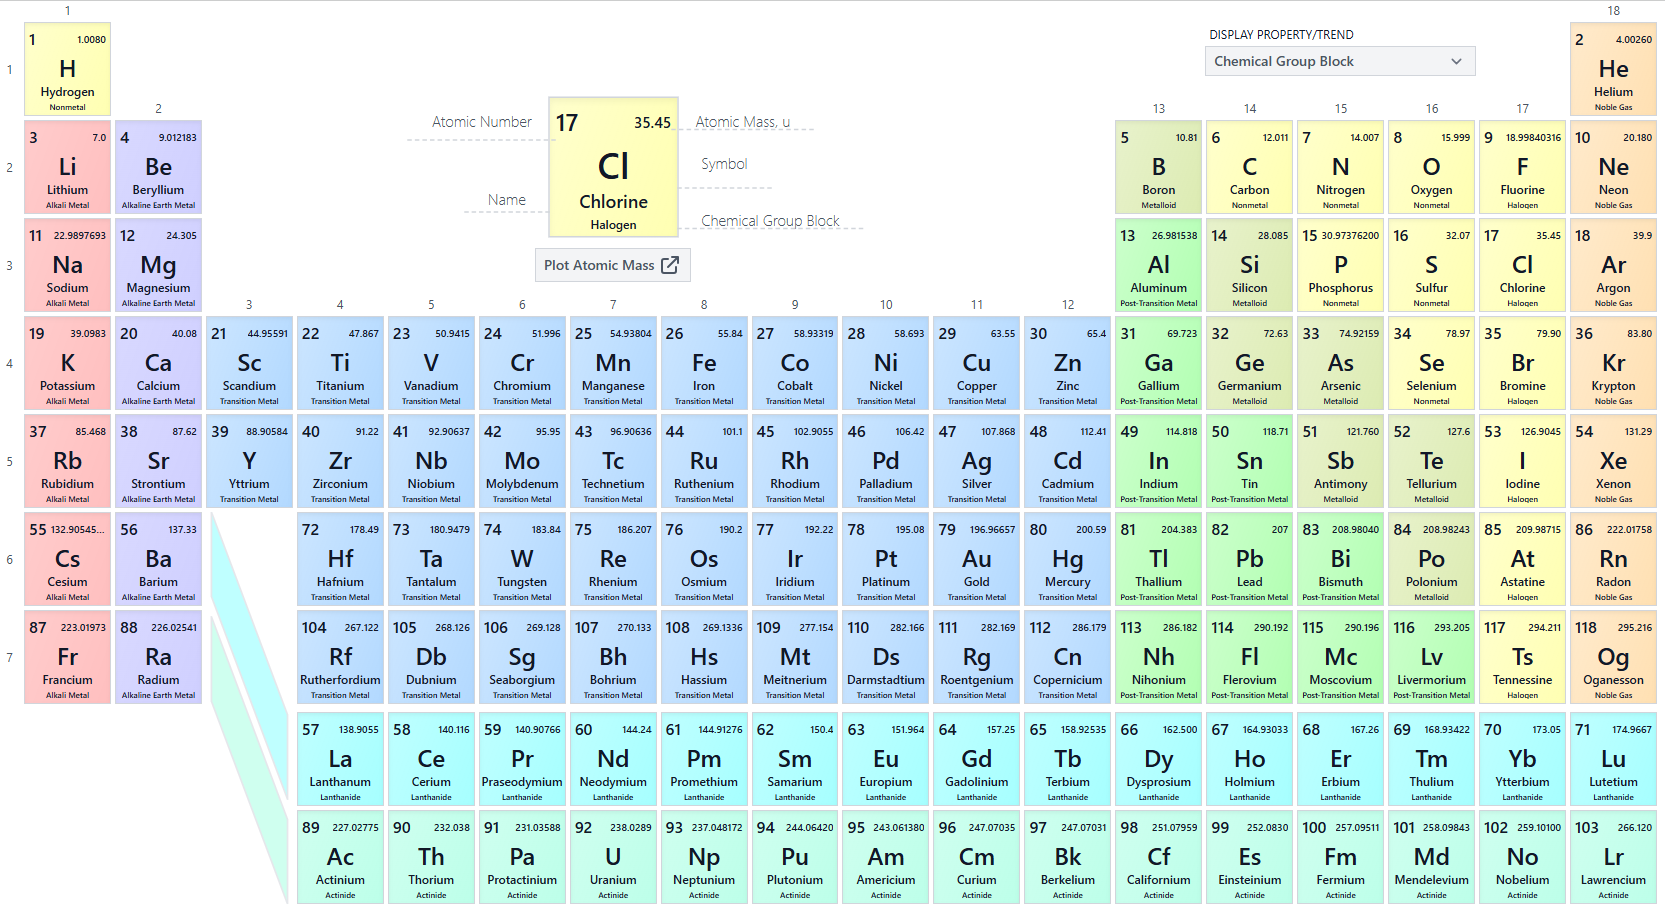 1
18
DISPLAY PROPERTY/TREND
Chemical Group Block
1 1.0080
H
Hydrogen
Nonmetal
2 4.00260
He
Helium
Noble Gas
1
2
13
14
15
16
17
Atomic Number
Name
17 35.45
Cl
Chlorine
Halogen
Atomic Mass, u
Symbol
Chemical Group Block
Plot Atomic Mass
2
3 7.0
Li
Lithium
Alkali Metal
4 9.012183
Be
Beryllium
Alkaline Earth Metal
5 10.81
B
Boron
Metalloid
6 12.011
C
Carbon
Nonmetal
7 14.007
N
Nitrogen
Nonmetal
8 15.999
O
Oxygen
Nonmetal
9 18.99840316
F
Fluorine
Halogen
10 20.180
Ne
Neon
Noble Gas
3
11 22.9897693
Na
Sodium
Alkali Metal
12 24.305
Mg
Magnesium
Alkaline Earth Metal
13 26.981538
Al
Aluminum
Post-Transition Metal
14 28.085
Si
Silicon
Metalloid
15 30.97376200
P
Phosphorus
Nonmetal
16 32.07
S
Sulfur
Nonmetal
17 35.45
Cl
Chlorine
Halogen
18 39.9
Ar
Argon
Noble Gas
3
4
5
6
7
8
9
10
11
12
4
19 39.0983
K
Potassium
Alkali Metal
20 40.08
Ca
Calcium
Alkaline Earth Metal
21 44.95591
Sc
Scandium
Transition Metal
22 47.867
Ti
Titanium
Transition Metal
23 50.9415
V
Vanadium
Transition Metal
24 51.996
Cr
Chromium
Transition Metal
25 54.93804
Mn
Manganese
Transition Metal
26 55.84
Fe
Iron
Transition Metal
27 58.93319
Co
Cobalt
Transition Metal
28 58.693
Ni
Nickel
Transition Metal
29 63.55
Cu
Copper
Transition Metal
30 65.4
Zn
Zinc
Transition Metal
31 69.723
Ga
Gallium
Post-Transition Metal
32 72.63
Ge
Germanium
Metalloid
33 74.92159
As
Arsenic
Metalloid
34 78.97
Se
Selenium
Nonmetal
35 79.90
Br
Bromine
Halogen
36 83.80
Kr
Krypton
Noble Gas
5
37 85.468
Rb
Rubidium
Alkali Metal
38 87.62
Sr
Strontium
Alkaline Earth Metal
39 88.90584
Y
Yttrium
Transition Metal
40 91.22
Zr
Zirconium
Transition Metal
41 92.90637
Nb
Niobium
Transition Metal
42 95.95
Mo
Molybdenum
Transition Metal
43 96.90636
Tc
Technetium
Transition Metal
44 101.1
Ru
Ruthenium
Transition Metal
45 102.9055
Rh
Rhodium
Transition Metal
46 106.42
Pd
Palladium
Transition Metal
47 107.868
Ag
Silver
Transition Metal
48 112.41
Cd
Cadmium
Transition Metal
49 114.818
In
Indium
Post-Transition Metal
50 118.71
Sn
Tin
Post-Transition Metal
51 121.760
Sb
Antimony
Metalloid
52 127.6
Te
Tellurium
Metalloid
53 126.9045
I
Iodine
Halogen
54 131.29
Xe
Xenon
Noble Gas
6
55 132.90545...
Cs
Cesium
Alkali Metal
56 137.33
Ba
Barium
Alkaline Earth Metal
72 178.49
Hf
Hafnium
Transition Metal
73 180.9479
Ta
Tantalum
Transition Metal
74 183.84
W
Tungsten
Transition Metal
75 186.207
Re
Rhenium
Transition Metal
76 190.2
Os
Osmium
Transition Metal
77 192.22
Ir
Iridium
Transition Metal
78 195.08
Pt
Platinum
Transition Metal
79 196.96657
Au
Gold
Transition Metal
80 200.59
Hg
Mercury
Transition Metal
81 204.383
Tl
Thallium
Post-Transition Metal
82 207
Pb
Lead
Post-Transition Metal
83 208.98040
Bi
Bismuth
Post-Transition Metal
84 208.98243
Po
Polonium
Metalloid
85 209.98715
At
Astatine
Halogen
86 222.01758
Rn
Radon
Noble Gas
7
87 223.01973
Fr
Francium
Alkali Metal
88 226.02541
Ra
Radium
Alkaline Earth Metal
104 267.122
Rf
Rutherfordium
Transition Metal
105 268.126
Db
Dubnium
Transition Metal
106 269.128
Sg
Seaborgium
Transition Metal
107 270.133
Bh
Bohrium
Transition Metal
108 269.1336
Hs
Hassium
Transition Metal
109 277.154
Mt
Meitnerium
Transition Metal
110 282.166
Ds
Darmstadtium
Transition Metal
111 282.169
Rg
Roentgenium
Transition Metal
112 286.179
Cn
Copernicium
Transition Metal
113 286.182
Nh
Nihonium
Post-Transition Metal
114 290.192
Fl
Flerovium
Post-Transition Metal
115 290.196
Mc
Moscovium
Post-Transition Metal
116 293.205
Lv
Livermorium
Post-Transition Metal
117 294.211
Ts
Tennessine
Halogen
118 295.216
Og
Oganesson
Noble Gas
57 138.9055
La
Lanthanum
Lanthanide
58 140.116
Ce
Cerium
Lanthanide
59 140.90766
Pr
Praseodymium
Lanthanide
60 144.24
Nd
Neodymium
Lanthanide
61 144.91276
Pm
Promethium
Lanthanide
62 150.4
Sm
Samarium
Lanthanide
63 151.964
Eu
Europium
Lanthanide
64 157.25
Gd
Gadolinium
Lanthanide
65 158.92535
Tb
Terbium
Lanthanide
66 162.500
Dy
Dysprosium
Lanthanide
67 164.93033
Ho
Holmium
Lanthanide
68 167.26
Er
Erbium
Lanthanide
69 168.93422
Tm
Thulium
Lanthanide
70 173.05
Yb
Ytterbium
Lanthanide
71 174.9667
Lu
Lutetium
Lanthanide
89 227.02775
Ac
Actinium
Actinide
90 232.038
Th
Thorium
Actinide
91 231.03588
Pa
Protactinium
Actinide
92 238.0289
U
Uranium
Actinide
93 237.048172
Np
Neptunium
Actinide
94 244.06420
Pu
Plutonium
Actinide
95 243.061380
Am
Americium
Actinide
96 247.07035
Cm
Curium
Actinide
97 247.07031
Bk
Berkelium
Actinide
98 251.07959
Cf
Californium
Actinide
99 252.0830
Es
Einsteinium
Actinide
100 257.09511
Fm
Fermium
Actinide
101 258.09843
Md
Mendelevium
Actinide
102 259.10100
No
Nobelium
Actinide
103 266.120
Lr
Lawrencium
Actinide